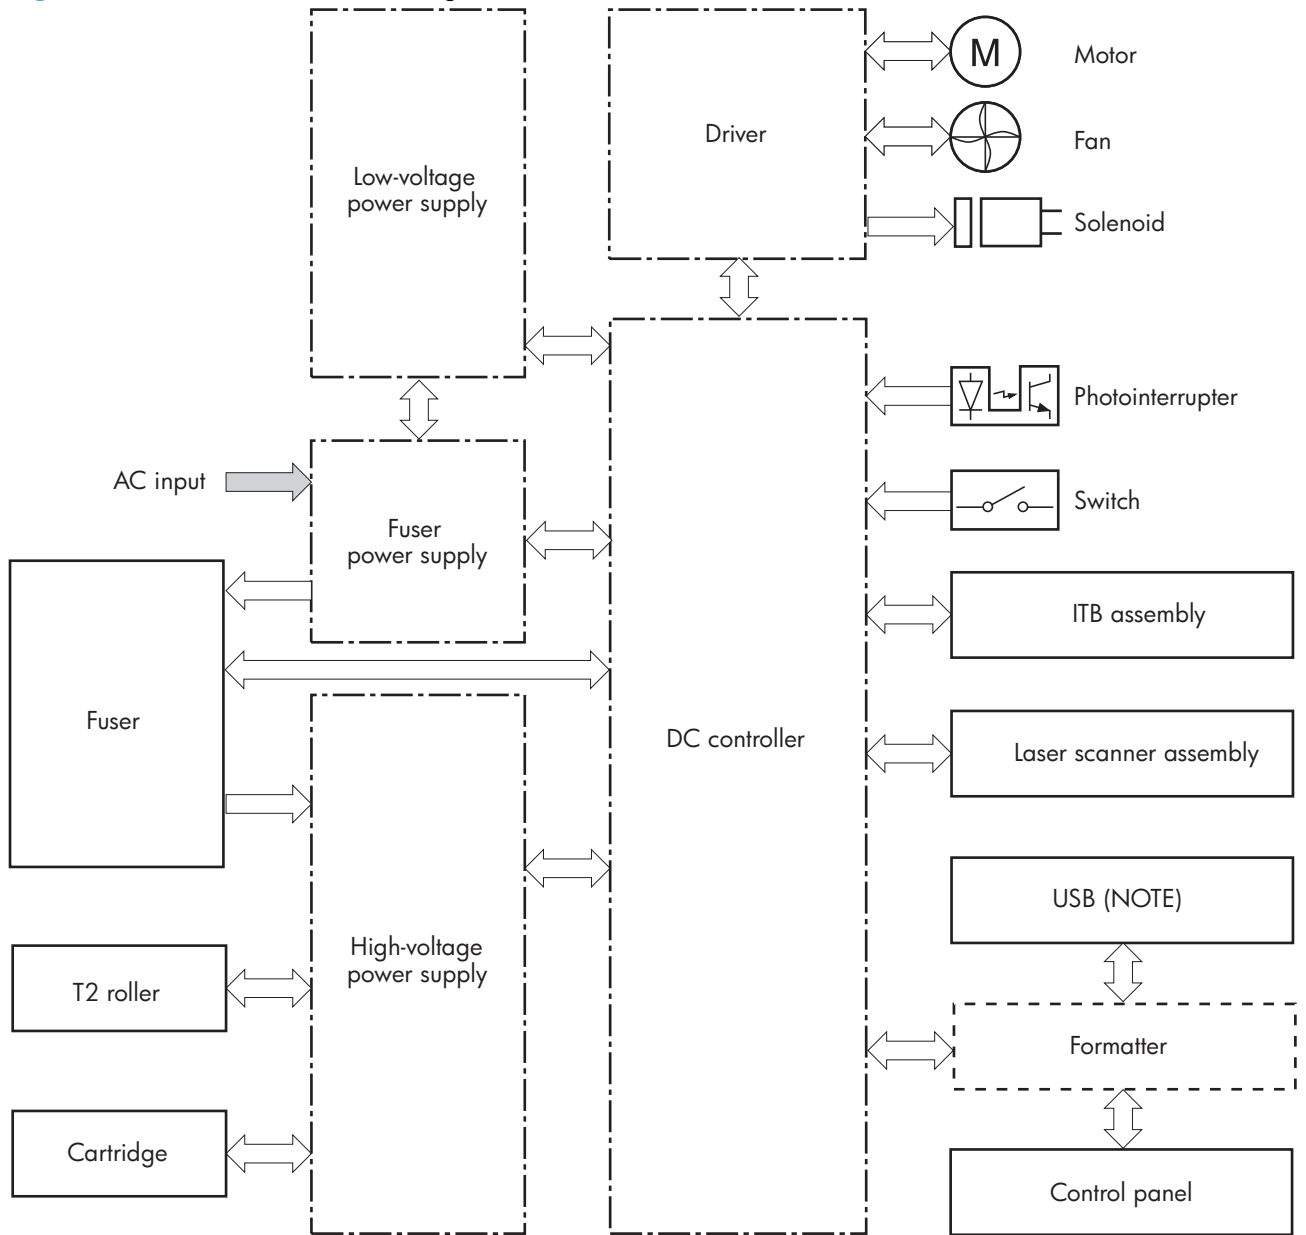 M
Motor
Driver
Fan
Low-voltage
power supply
Solenoid
Photointerrupter
AC input
Switch
Fuser
power supply
ITB assembly
Fuser
DC controller
Laser scanner assembly
USB (NOTE)
High-voltage
power supply
T2 roller
Formatter
Cartridge
Control panel